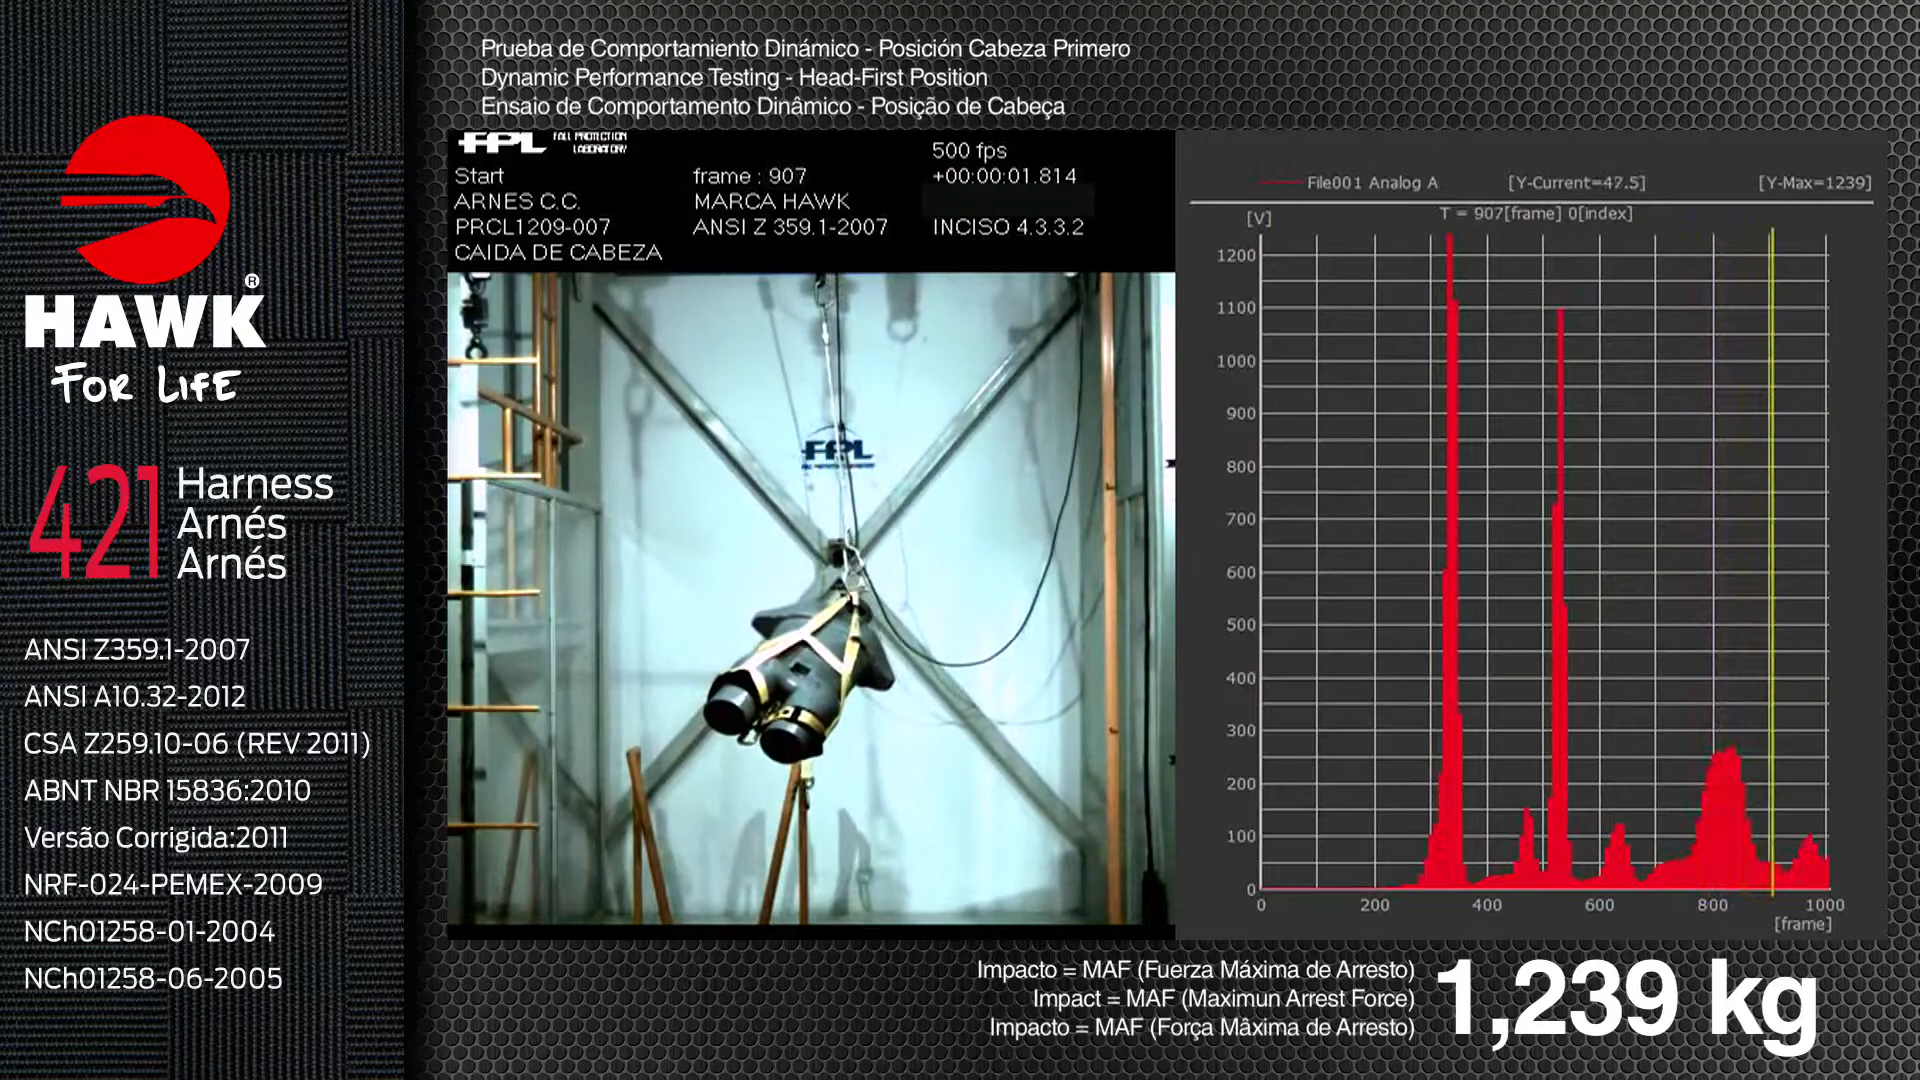 Prueba de Comportamiento Dinámico - Posición Cabeza Primero
Dynamic Performance Testing - Head-First Position
Ensaio de Comportamento Dinâmico - Posição de Cabeça
HAWK®
FOR LIFE
421
Harness
Arnés
Arnés
ANSI Z359.1-2007
ANSI A10.32-2012
CSA Z259.10-06 (REV 2011)
ABNT NBR 15836:2010
Versão Corrigida:2011
NRF-024-PEMEX-2009
NCh01258-01-2004
NCh01258-06-2005
FPL FALL PROTECTION LABORATORY
500 fps
Start frame : 907 +00:00:01.814
ARNES C.C. MARCA HAWK
PRCL1209-007 ANSI Z 359.1-2007 INCISO 4.3.3.2
CAIDA DE CABEZA
FPL
File001 Analog A [Y-Current=47.5] [Y-Max=1239]
T = 907[frame] 0[index]
[V]
1200
1100
1000
900
800
700
600
500
400
300
200
100
0
0 200 400 600 800 1000
[frame]
Impacto = MAF (Fuerza Máxima de Arresto)
Impact = MAF (Maximun Arrest Force)
Impacto = MAF (Força Mâxima de Arresto)
1,239 kg